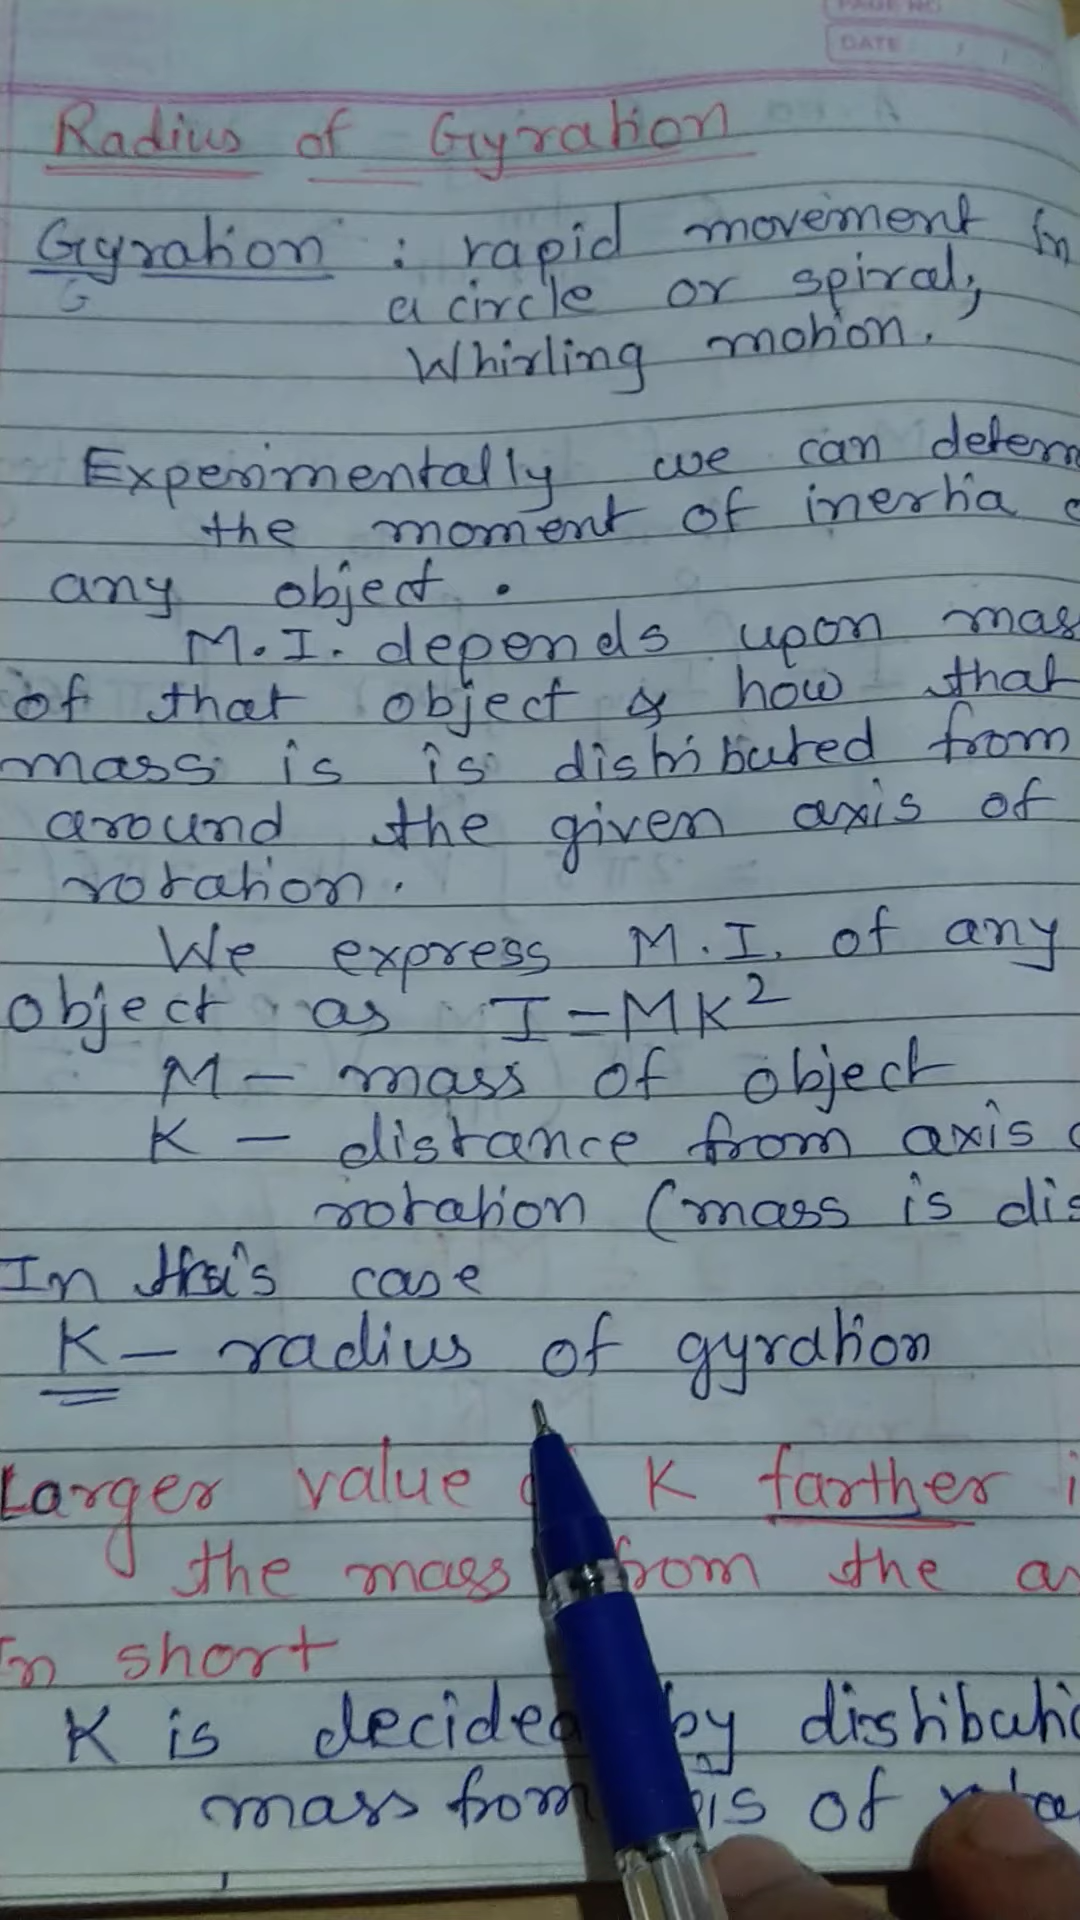 PAGE NO.
DATE
Radius of Gyration
Gyration : rapid movement in
a circle or spiral;
Whirling motion.
Experimentally we can determ
the moment of inertia
any object.
M.I. depends upon mas
of that object & how that
mass is is distributed from
around the given axis of
rotation.
We express M.I. of any
object as I = MK²
M - mass of object
K - distance from axis
rotation (mass is dis
In this case
K - radius of gyration
Larger value K farther i
the mass from the a
In short
K is decided by distributio
mass from of